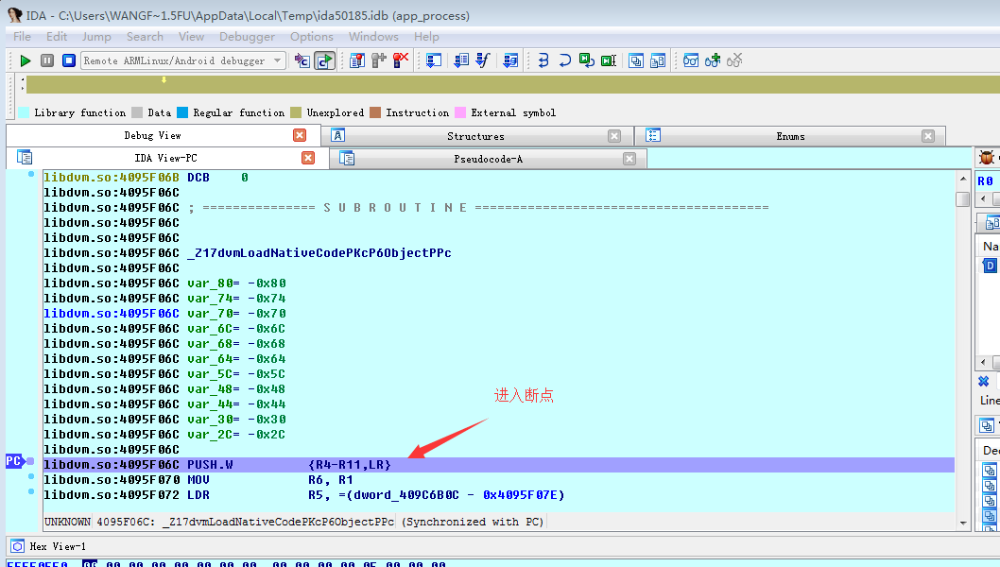 IDA - C:\Users\WANGF~1.5FU\AppData\Local\Temp\ida50185.idb (app_process)
File Edit Jump Search View Debugger Options Windows Help
Remote ARMLinux/Android debugger
Library function Data Regular function Unexplored Instruction External symbol
Debug View Structures Enums
IDA View-PC Pseudocode-A
libdvm.so:4095F06B DCB 0
libdvm.so:4095F06C
libdvm.so:4095F06C ; =============== S U B R O U T I N E =======================================
libdvm.so:4095F06C
libdvm.so:4095F06C
libdvm.so:4095F06C _Z17dvmLoadNativeCodePKcP6ObjectPPc
libdvm.so:4095F06C
libdvm.so:4095F06C var_80= -0x80
libdvm.so:4095F06C var_74= -0x74
libdvm.so:4095F06C var_70= -0x70
libdvm.so:4095F06C var_6C= -0x6C
libdvm.so:4095F06C var_68= -0x68
libdvm.so:4095F06C var_64= -0x64
libdvm.so:4095F06C var_5C= -0x5C
libdvm.so:4095F06C var_48= -0x48
libdvm.so:4095F06C var_44= -0x44
libdvm.so:4095F06C var_30= -0x30
libdvm.so:4095F06C var_2C= -0x2C
libdvm.so:4095F06C
进入断点
PC libdvm.so:4095F06C PUSH.W {R4-R11,LR}
libdvm.so:4095F070 MOV R6, R1
libdvm.so:4095F072 LDR R5, =(dword_409C6B0C - 0x4095F07E)
UNKNOWN 4095F06C: _Z17dvmLoadNativeCodePKcP6ObjectPPc (Synchronized with PC)
R0
Na
D
Line
Dec
Hex View-1